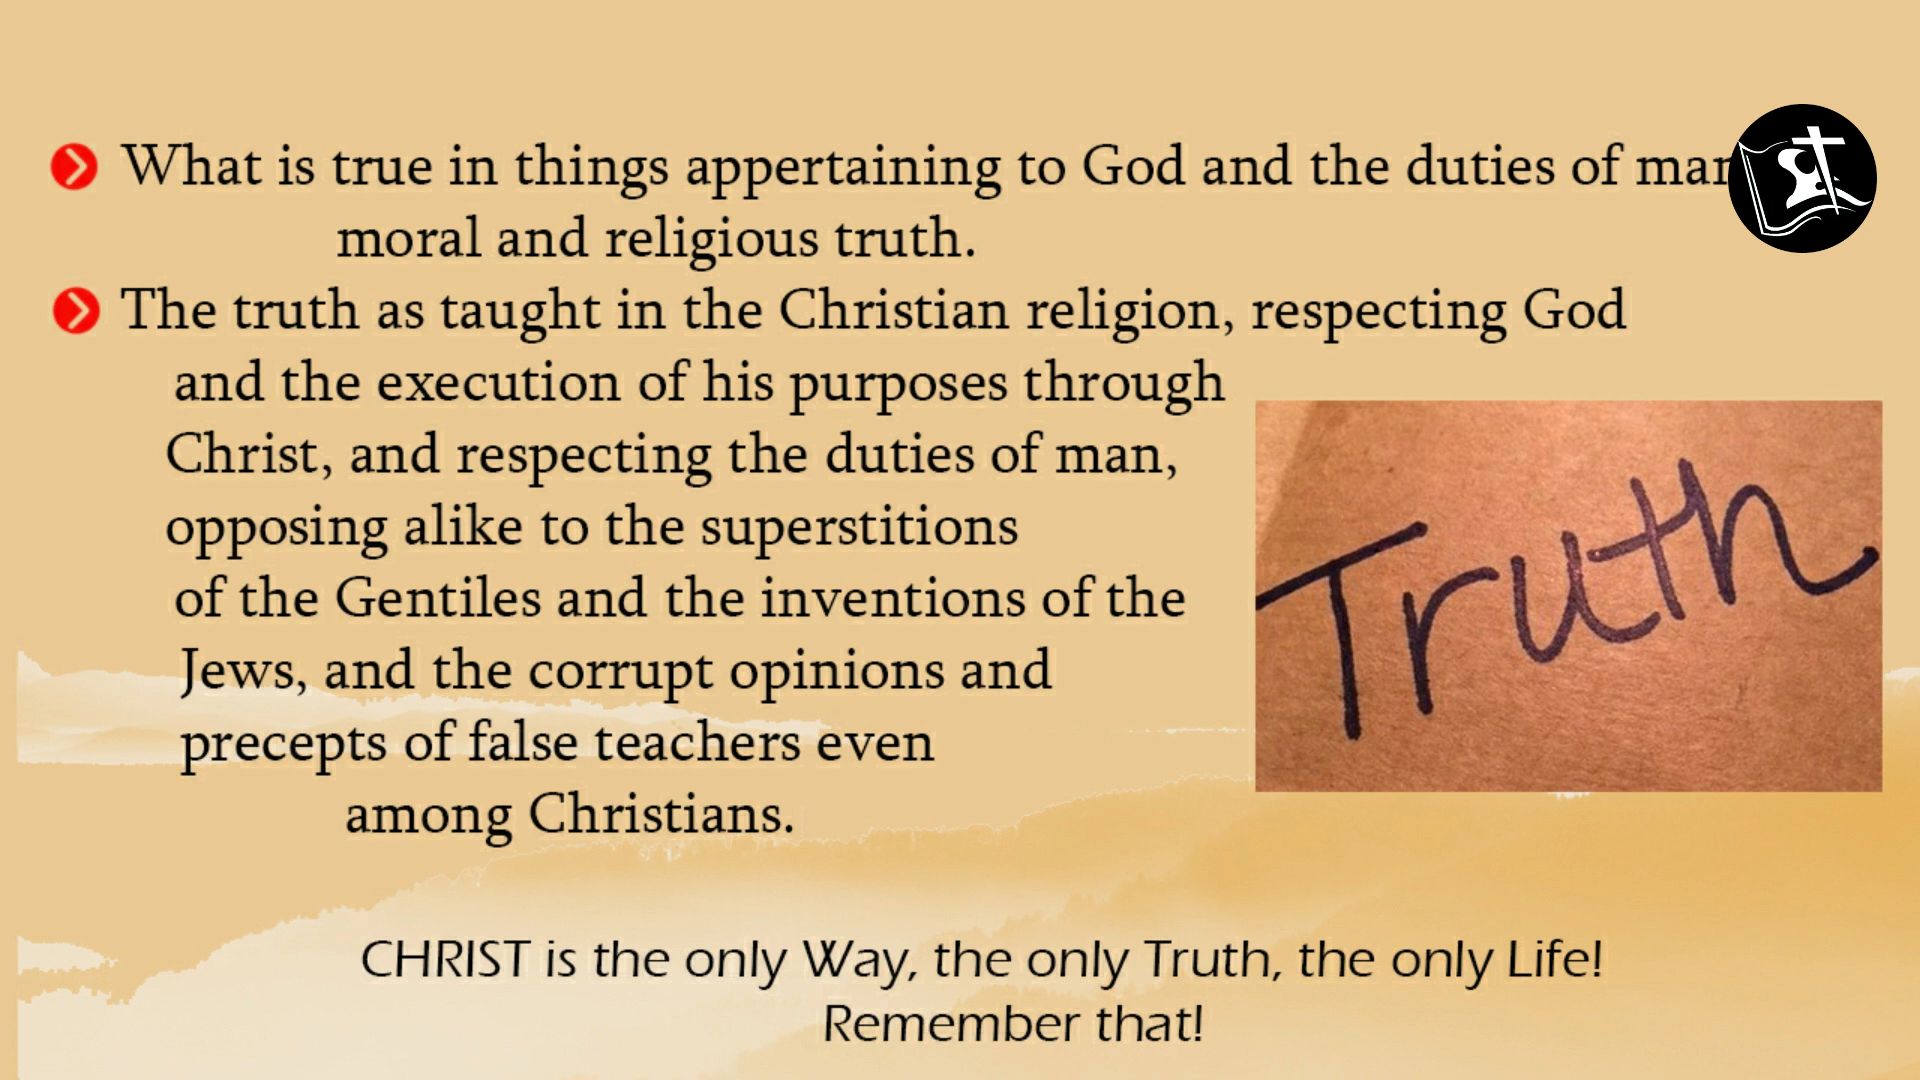 What is true in things appertaining to God and the duties of
moral and religious truth.
The truth as taught in the Christian religion, respecting God
and the execution of his purposes through
Christ, and respecting the duties of man,
opposing alike to the superstitions
of the Gentiles and the inventions of the
Jews, and the corrupt opinions and
precepts of false teachers even
among Christians.
Truth
CHRIST is the only Way, the only Truth, the only Life!
Remember that!